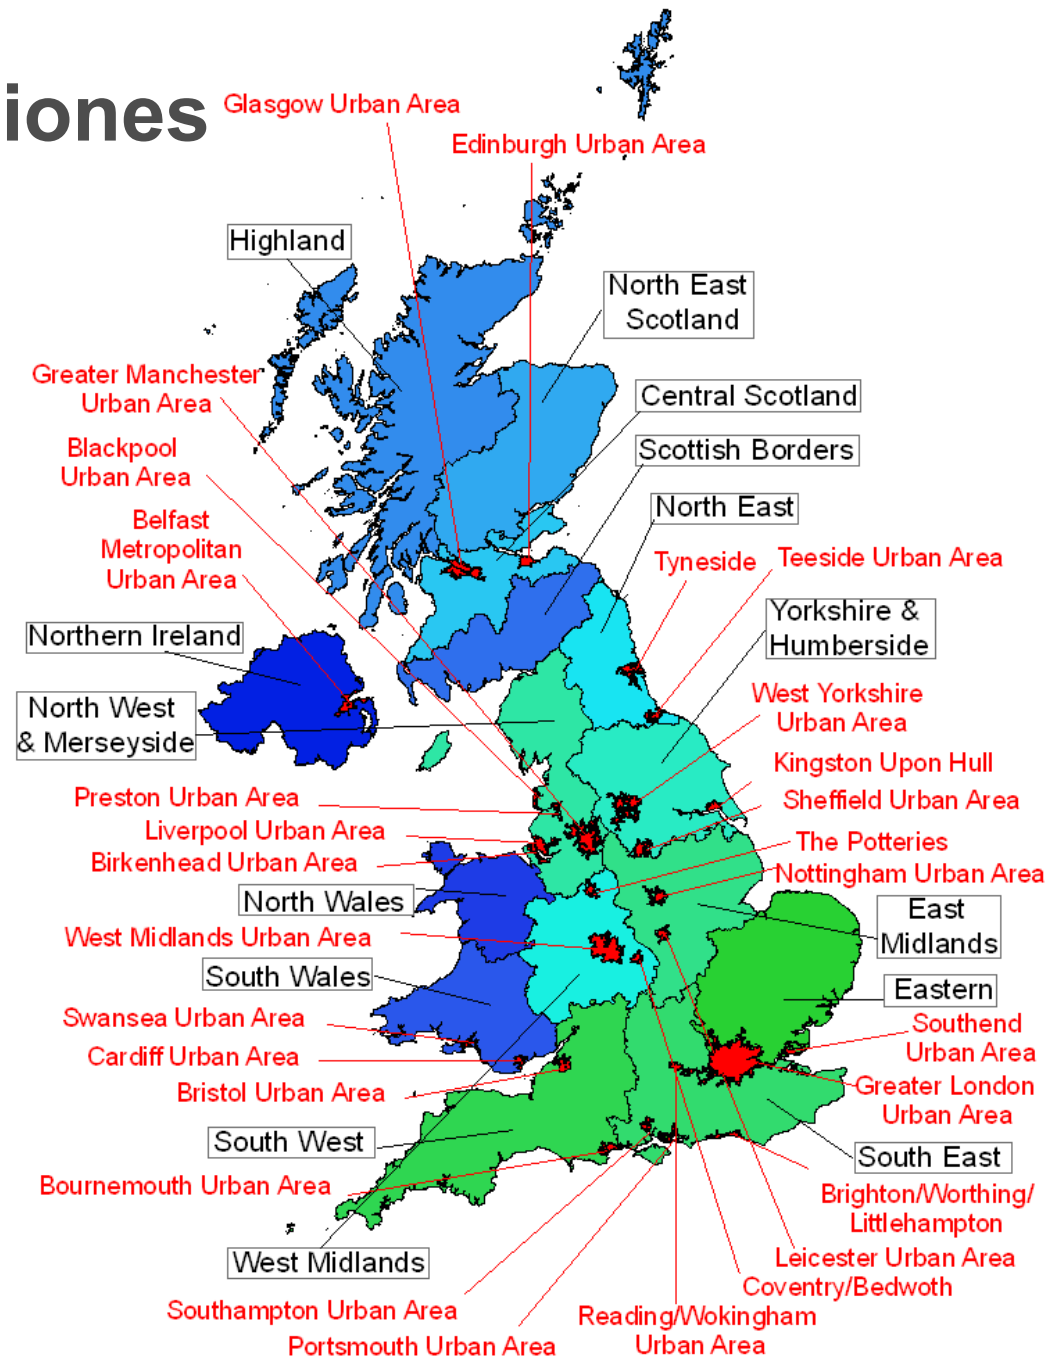 iones
Glasgow Urban Area
Edinburgh Urban Area
Highland
North East
Scotland
Greater Manchester
Urban Area
Central Scotland
Blackpool
Urban Area
Scottish Borders
North East
Belfast
Metropolitan
Urban Area
Tyneside
Teeside Urban Area
Yorkshire &
Humberside
Northern Ireland
West Yorkshire
Urban Area
North West
& Merseyside
Kingston Upon Hull
Preston Urban Area
Sheffield Urban Area
Liverpool Urban Area
The Potteries
Birkenhead Urban Area
Nottingham Urban Area
North Wales
East
Midlands
West Midlands Urban Area
South Wales
Eastern
Swansea Urban Area
Southend
Urban Area
Cardiff Urban Area
Bristol Urban Area
Greater London
Urban Area
South West
South East
Bournemouth Urban Area
Brighton/Worthing/
Littlehampton
West Midlands
Leicester Urban Area
Coventry/Bedwoth
Southampton Urban Area
Reading/Wokingham
Urban Area
Portsmouth Urban Area